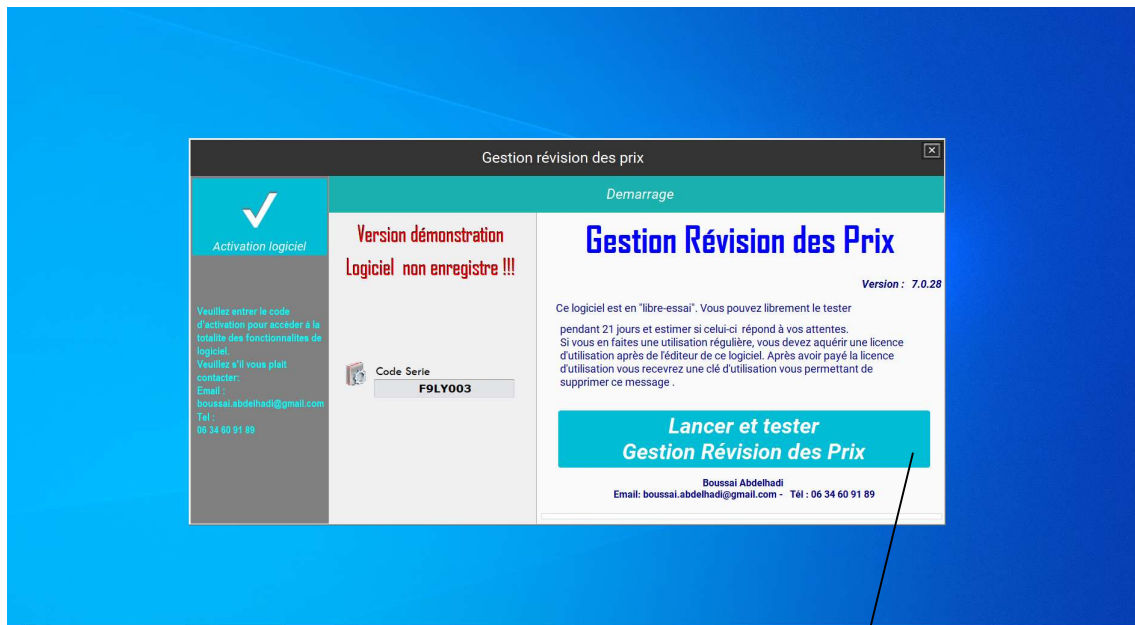 Gestion révision des prix
Demarrage
Activation logiciel
Veuillez entrer le code
d'activation pour accéder à la
totalite des fonctionnalites de
logiciel.
Veuillez s'il vous plait
contacter:
Email :
boussai.abdelhadi@gmail.com
Tel :
06 34 60 91 89
Version démonstration
Logiciel non enregistre !!!
Code Serie
F9LY003
Gestion Révision des Prix
Version : 7.0.28
Ce logiciel est en "libre-essai". Vous pouvez librement le tester
pendant 21 jours et estimer si celui-ci répond à vos attentes.
Si vous en faites une utilisation régulière, vous devez aquérir une licence
d'utilisation après de l'éditeur de ce logiciel. Après avoir payé la licence
d'utilisation vous recevrez une clé d'utilisation vous permettant de
supprimer ce message .
Lancer et tester
Gestion Révision des Prix
Boussai Abdelhadi
Email: boussai.abdelhadi@gmail.com - Tél : 06 34 60 91 89